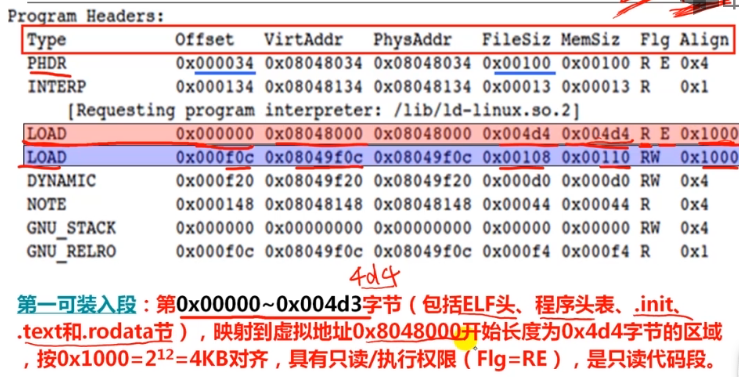 Program Headers:
Type Offset VirtAddr PhysAddr FileSiz MemSiz Flg Align
PHDR 0x000034 0x08048034 0x08048034 0x00100 0x00100 R E 0x4
INTERP 0x000134 0x08048134 0x08048134 0x00013 0x00013 R 0x1
[Requesting program interpreter: /lib/ld-linux.so.2]
LOAD 0x000000 0x08048000 0x08048000 0x004d4 0x004d4 R E 0x1000
LOAD 0x000f0c 0x08049f0c 0x08049f0c 0x00108 0x00110 RW 0x1000
DYNAMIC 0x000f20 0x08049f20 0x08049f20 0x000d0 0x000d0 RW 0x4
NOTE 0x000148 0x08048148 0x08048148 0x00044 0x00044 R 0x4
GNU_STACK 0x000000 0x00000000 0x00000000 0x00000 0x00000 RW 0x4
GNU_RELRO 0x000f0c 0x08049f0c 0x08049f0c 0x000f4 0x000f4 R 0x1
4d4
第一可装入段：第0x00000~0x004d3字节（包括ELF头、程序头表、.init、
.text和.rodata节），映射到虚拟地址0x8048000开始长度为0x4d4字节的区域
，按0x1000=2¹²=4KB对齐，具有只读/执行权限（Flg=RE），是只读代码段。